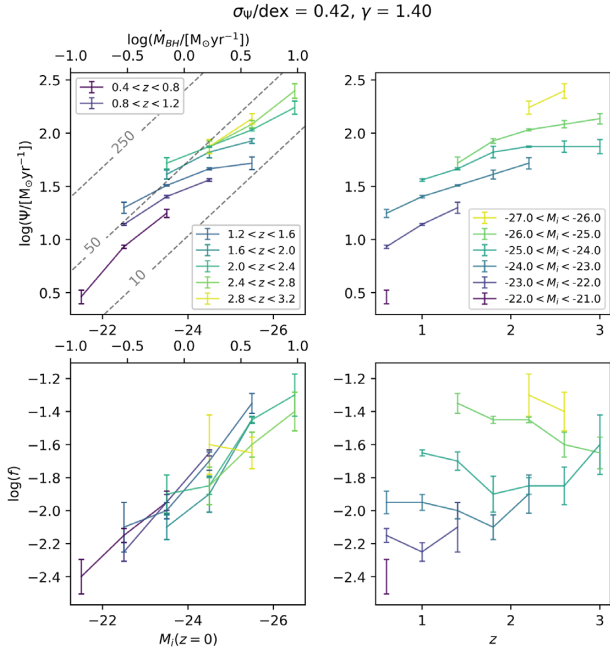 σ_Ψ/dex = 0.42, γ = 1.40
log(Ṁ_BH/[M_⊙yr⁻¹])
−1.0 −0.5 0.0 0.5 1.0
log(Ψ/[M_⊙yr⁻¹])
2.5
2.0
1.5
1.0
0.5
0.4 < z < 0.8
0.8 < z < 1.2
250
50
10
1.2 < z < 1.6
1.6 < z < 2.0
2.0 < z < 2.4
2.4 < z < 2.8
2.8 < z < 3.2
−22 −24 −26
2.5
2.0
1.5
1.0
0.5
-27.0 < M_i < -26.0
-26.0 < M_i < -25.0
-25.0 < M_i < -24.0
-24.0 < M_i < -23.0
-23.0 < M_i < -22.0
-22.0 < M_i < -21.0
1 2 3
−1.0 −0.5 0.0 0.5 1.0
log(f)
−1.2
−1.4
−1.6
−1.8
−2.0
−2.2
−2.4
−22 −24 −26
M_i(z = 0)
−1.2
−1.4
−1.6
−1.8
−2.0
−2.2
−2.4
1 2 3
z